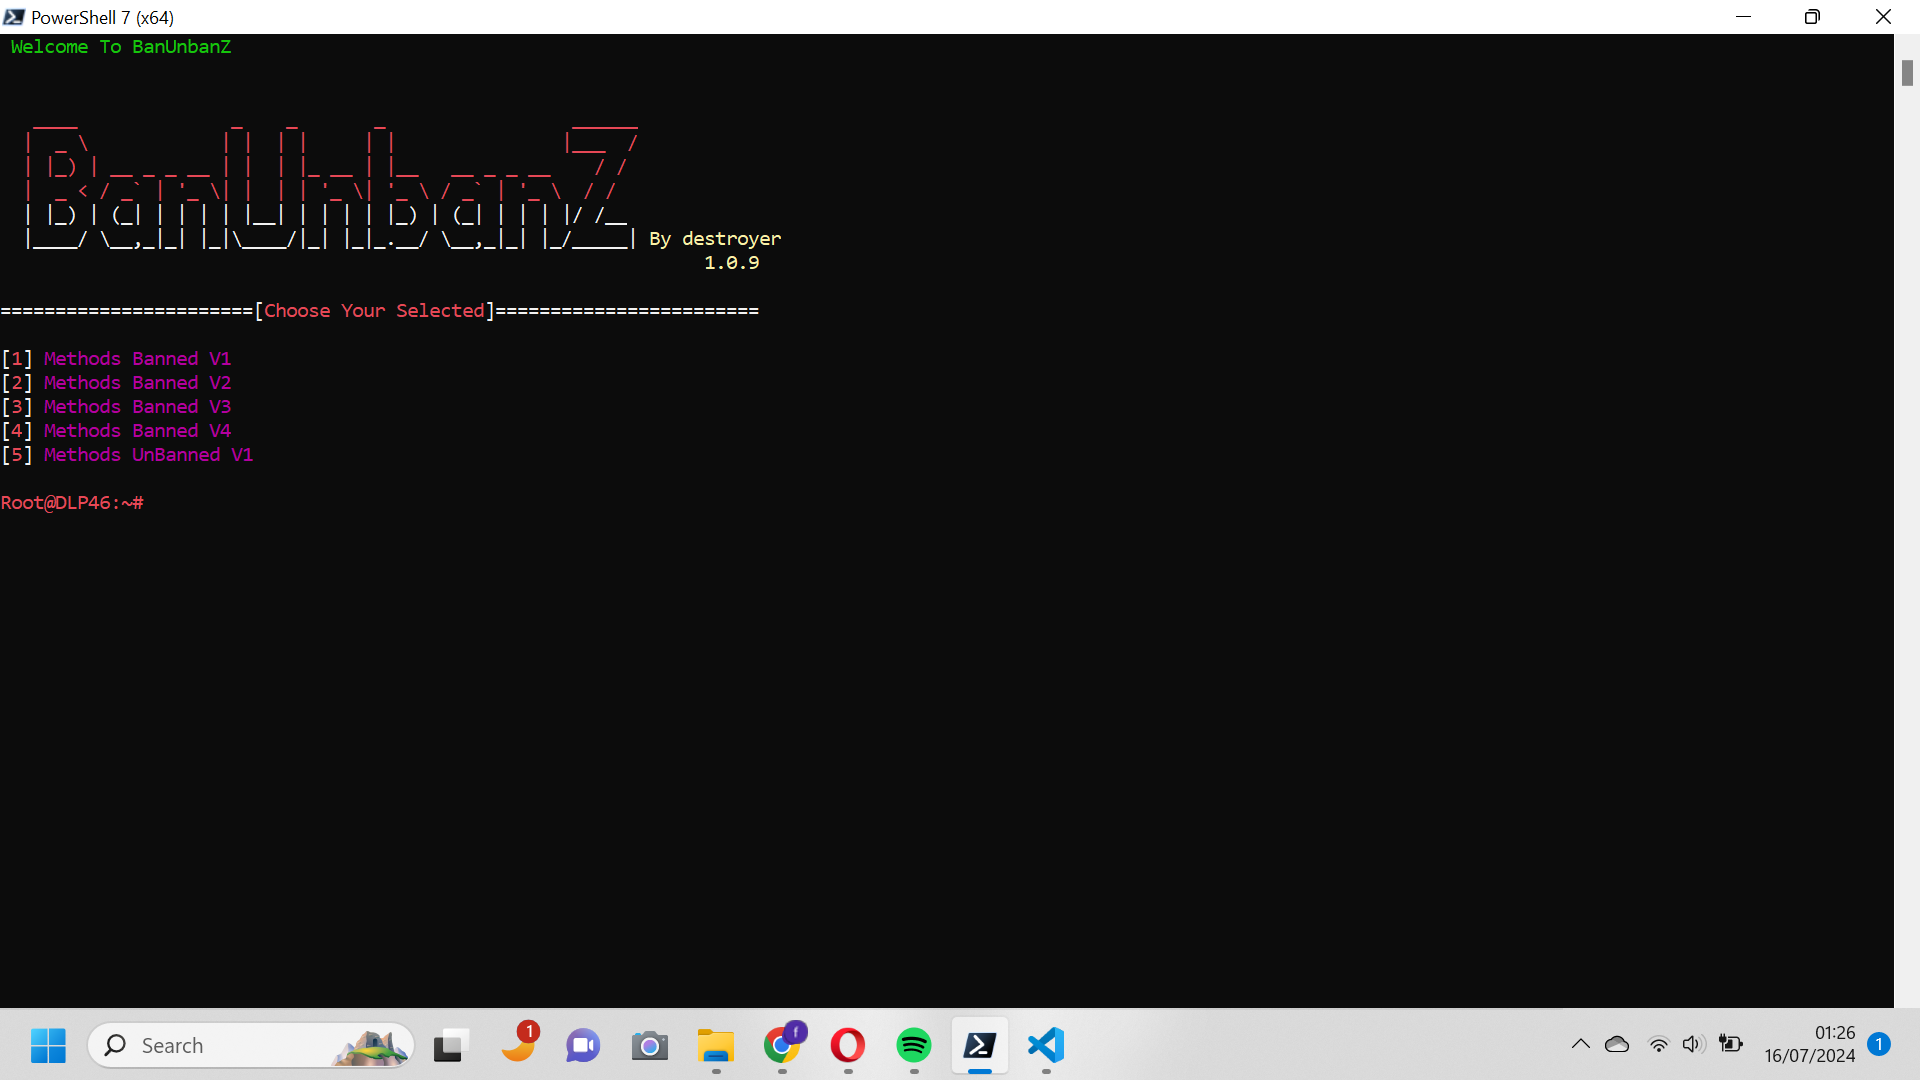 PowerShell 7 (x64)
Welcome To BanUnbanZ
BanUnbanZ
By destroyer
1.0.9
=======================[Choose Your Selected]========================
[1] Methods Banned V1
[2] Methods Banned V2
[3] Methods Banned V3
[4] Methods Banned V4
[5] Methods UnBanned V1
Root@DLP46:~#
Search
1
f
01:26
16/07/2024
1